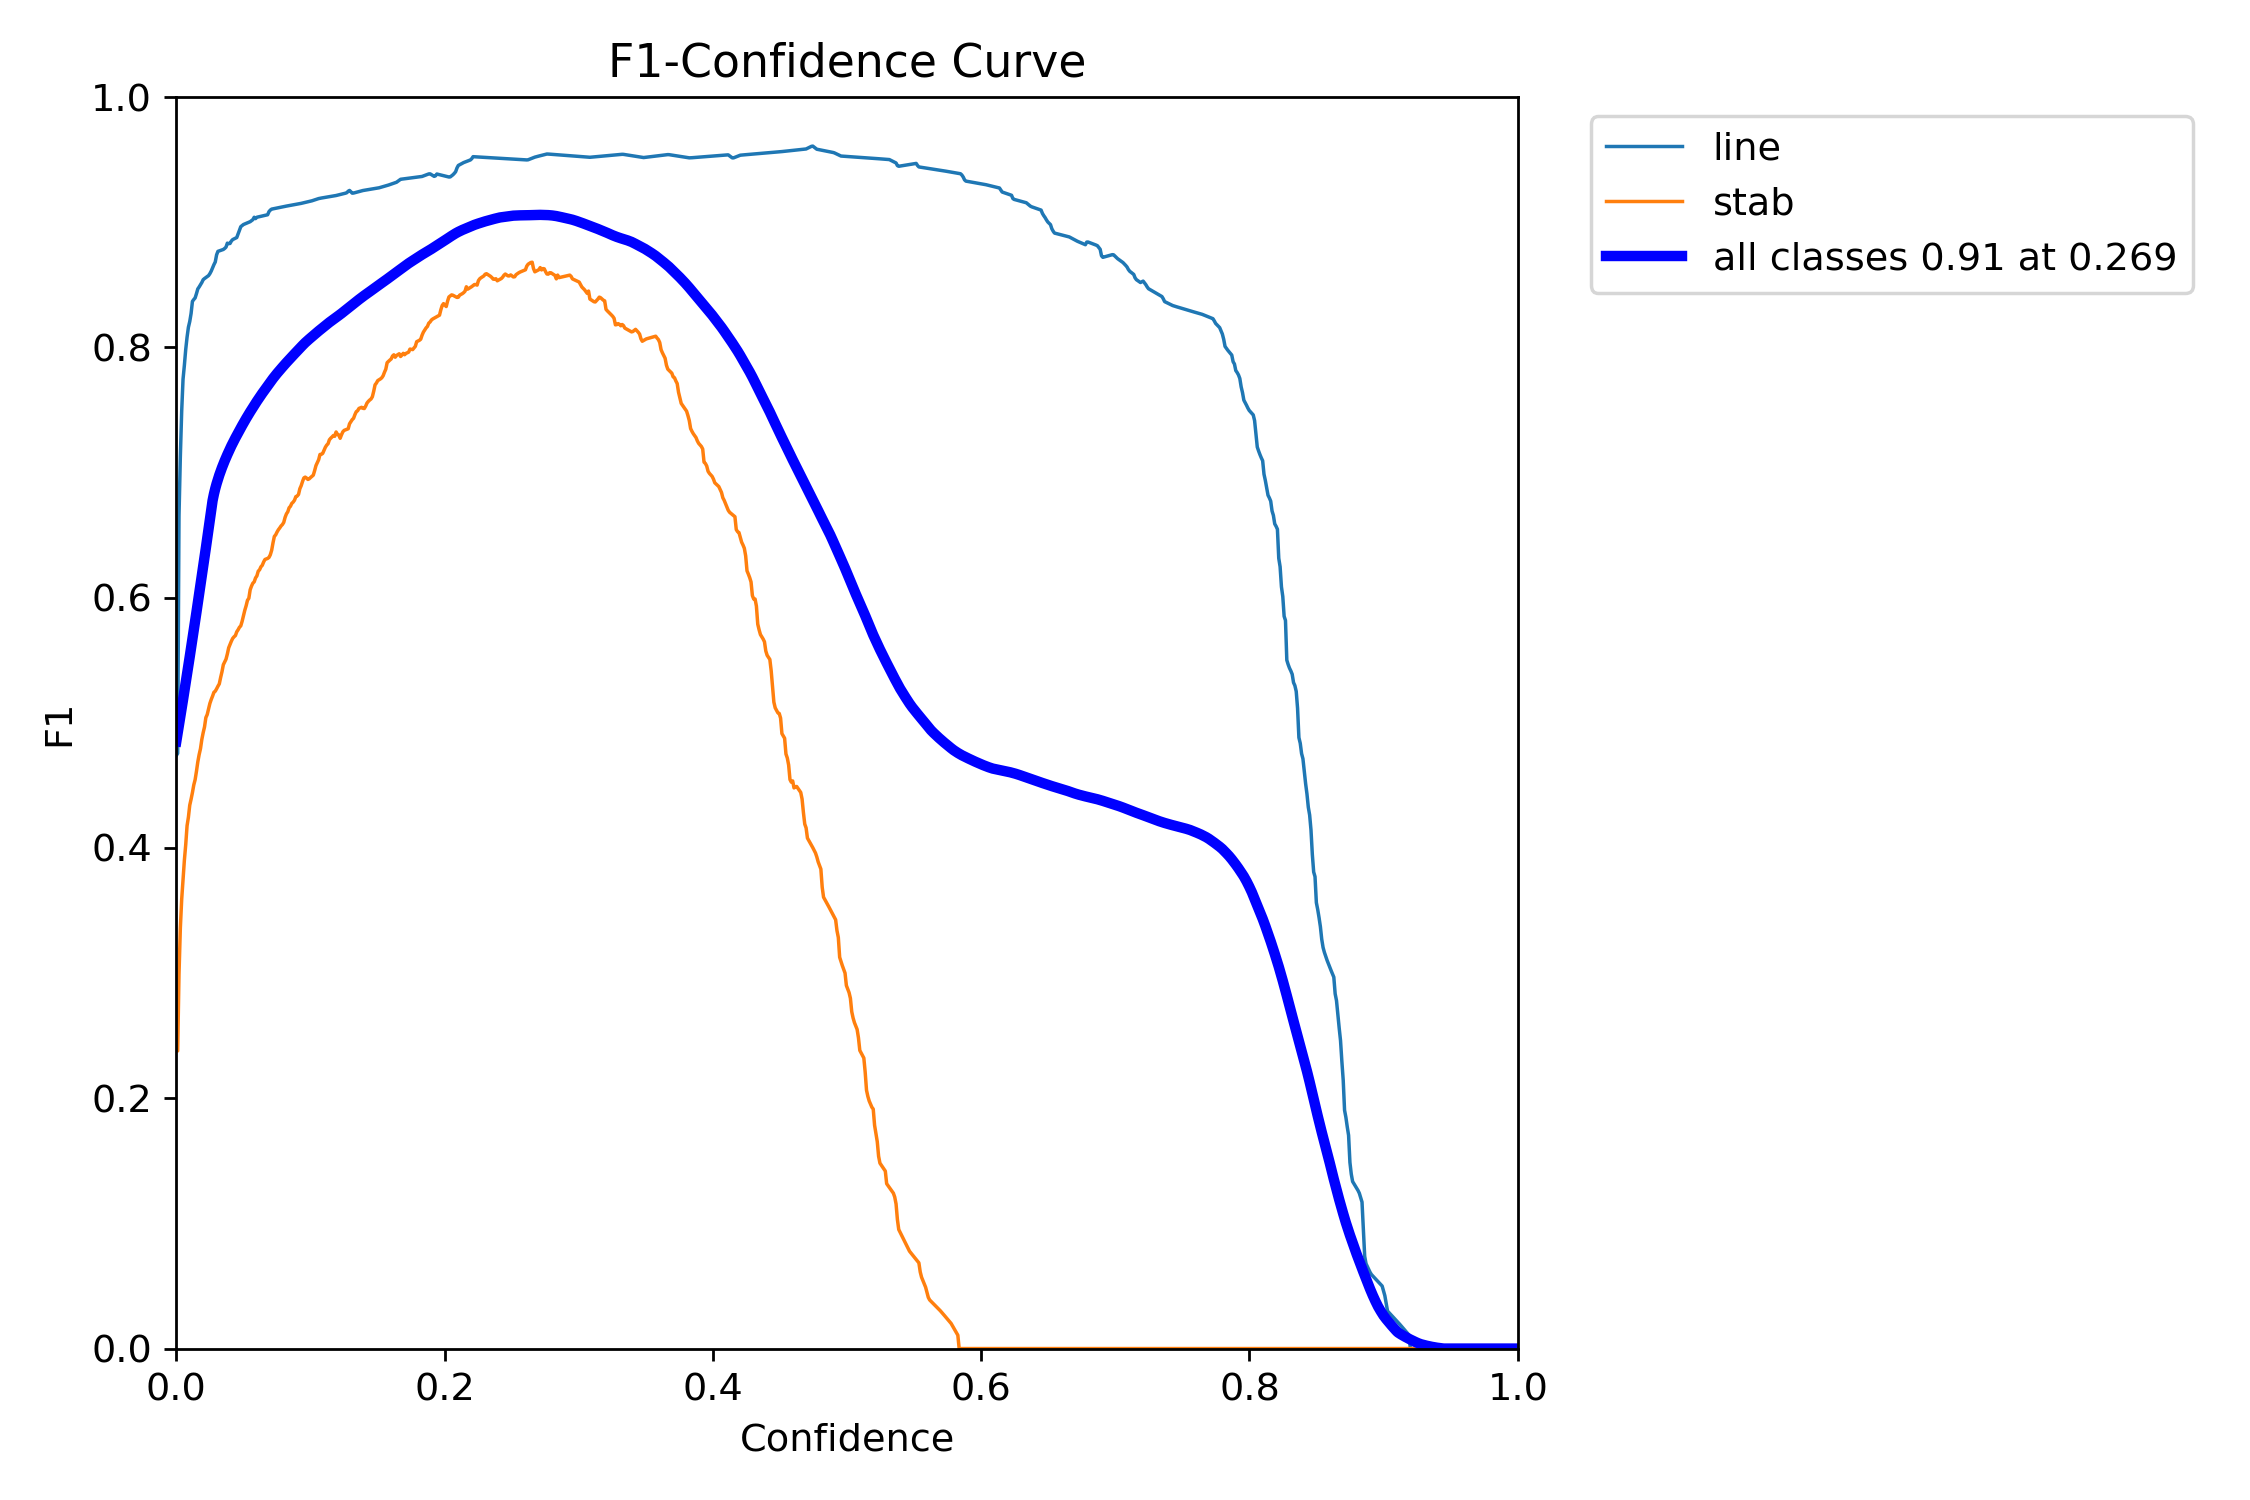 F1-Confidence Curve
line
stab
all classes 0.91 at 0.269
F1
1.0
0.8
0.6
0.4
0.2
0.0
0.0 0.2 0.4 0.6 0.8 1.0
Confidence